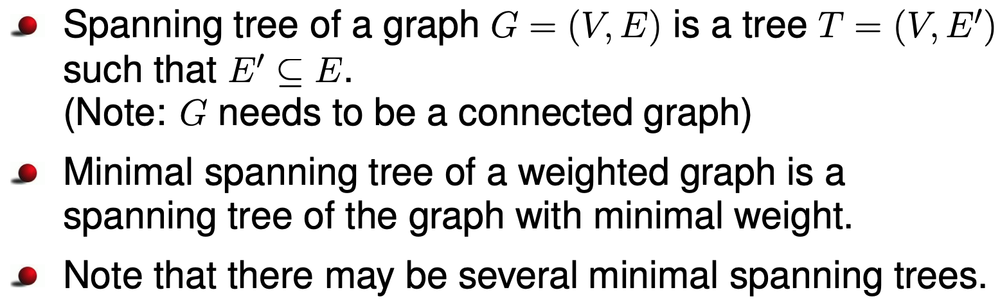 Spanning tree of a graph G = (V, E) is a tree T = (V, E′)
such that E′ ⊆ E.
(Note: G needs to be a connected graph)
Minimal spanning tree of a weighted graph is a
spanning tree of the graph with minimal weight.
Note that there may be several minimal spanning trees.